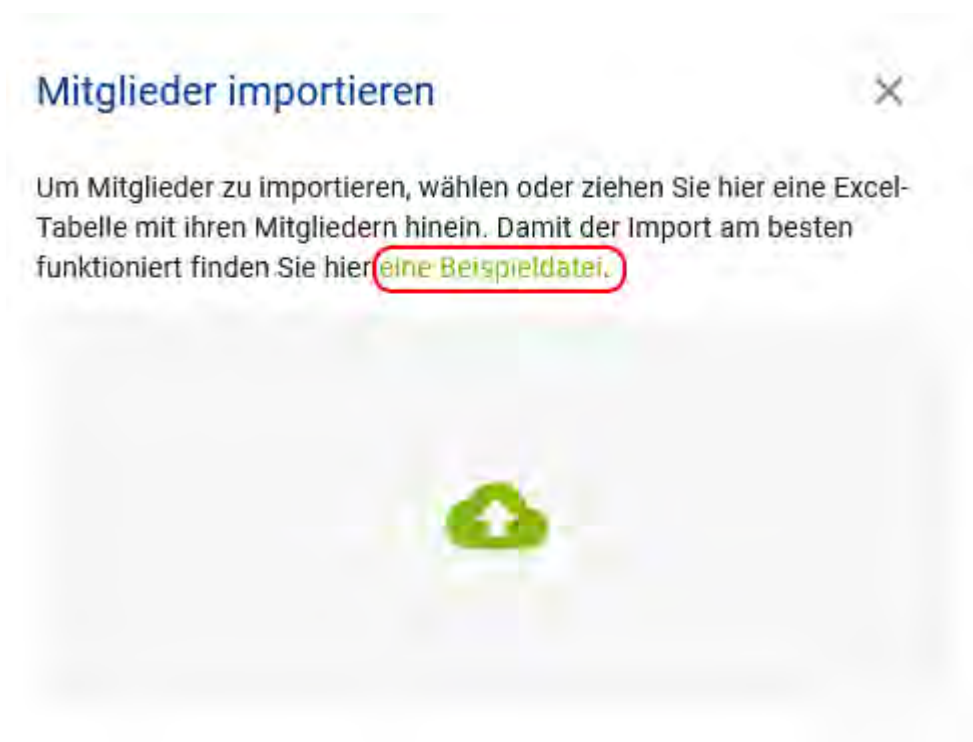 Mitglieder importieren
Um Mitglieder zu importieren, wählen oder ziehen Sie hier eine Excel-
Tabelle mit ihren Mitgliedern hinein. Damit der Import am besten
funktioniert finden Sie hier eine Beispieldatei.